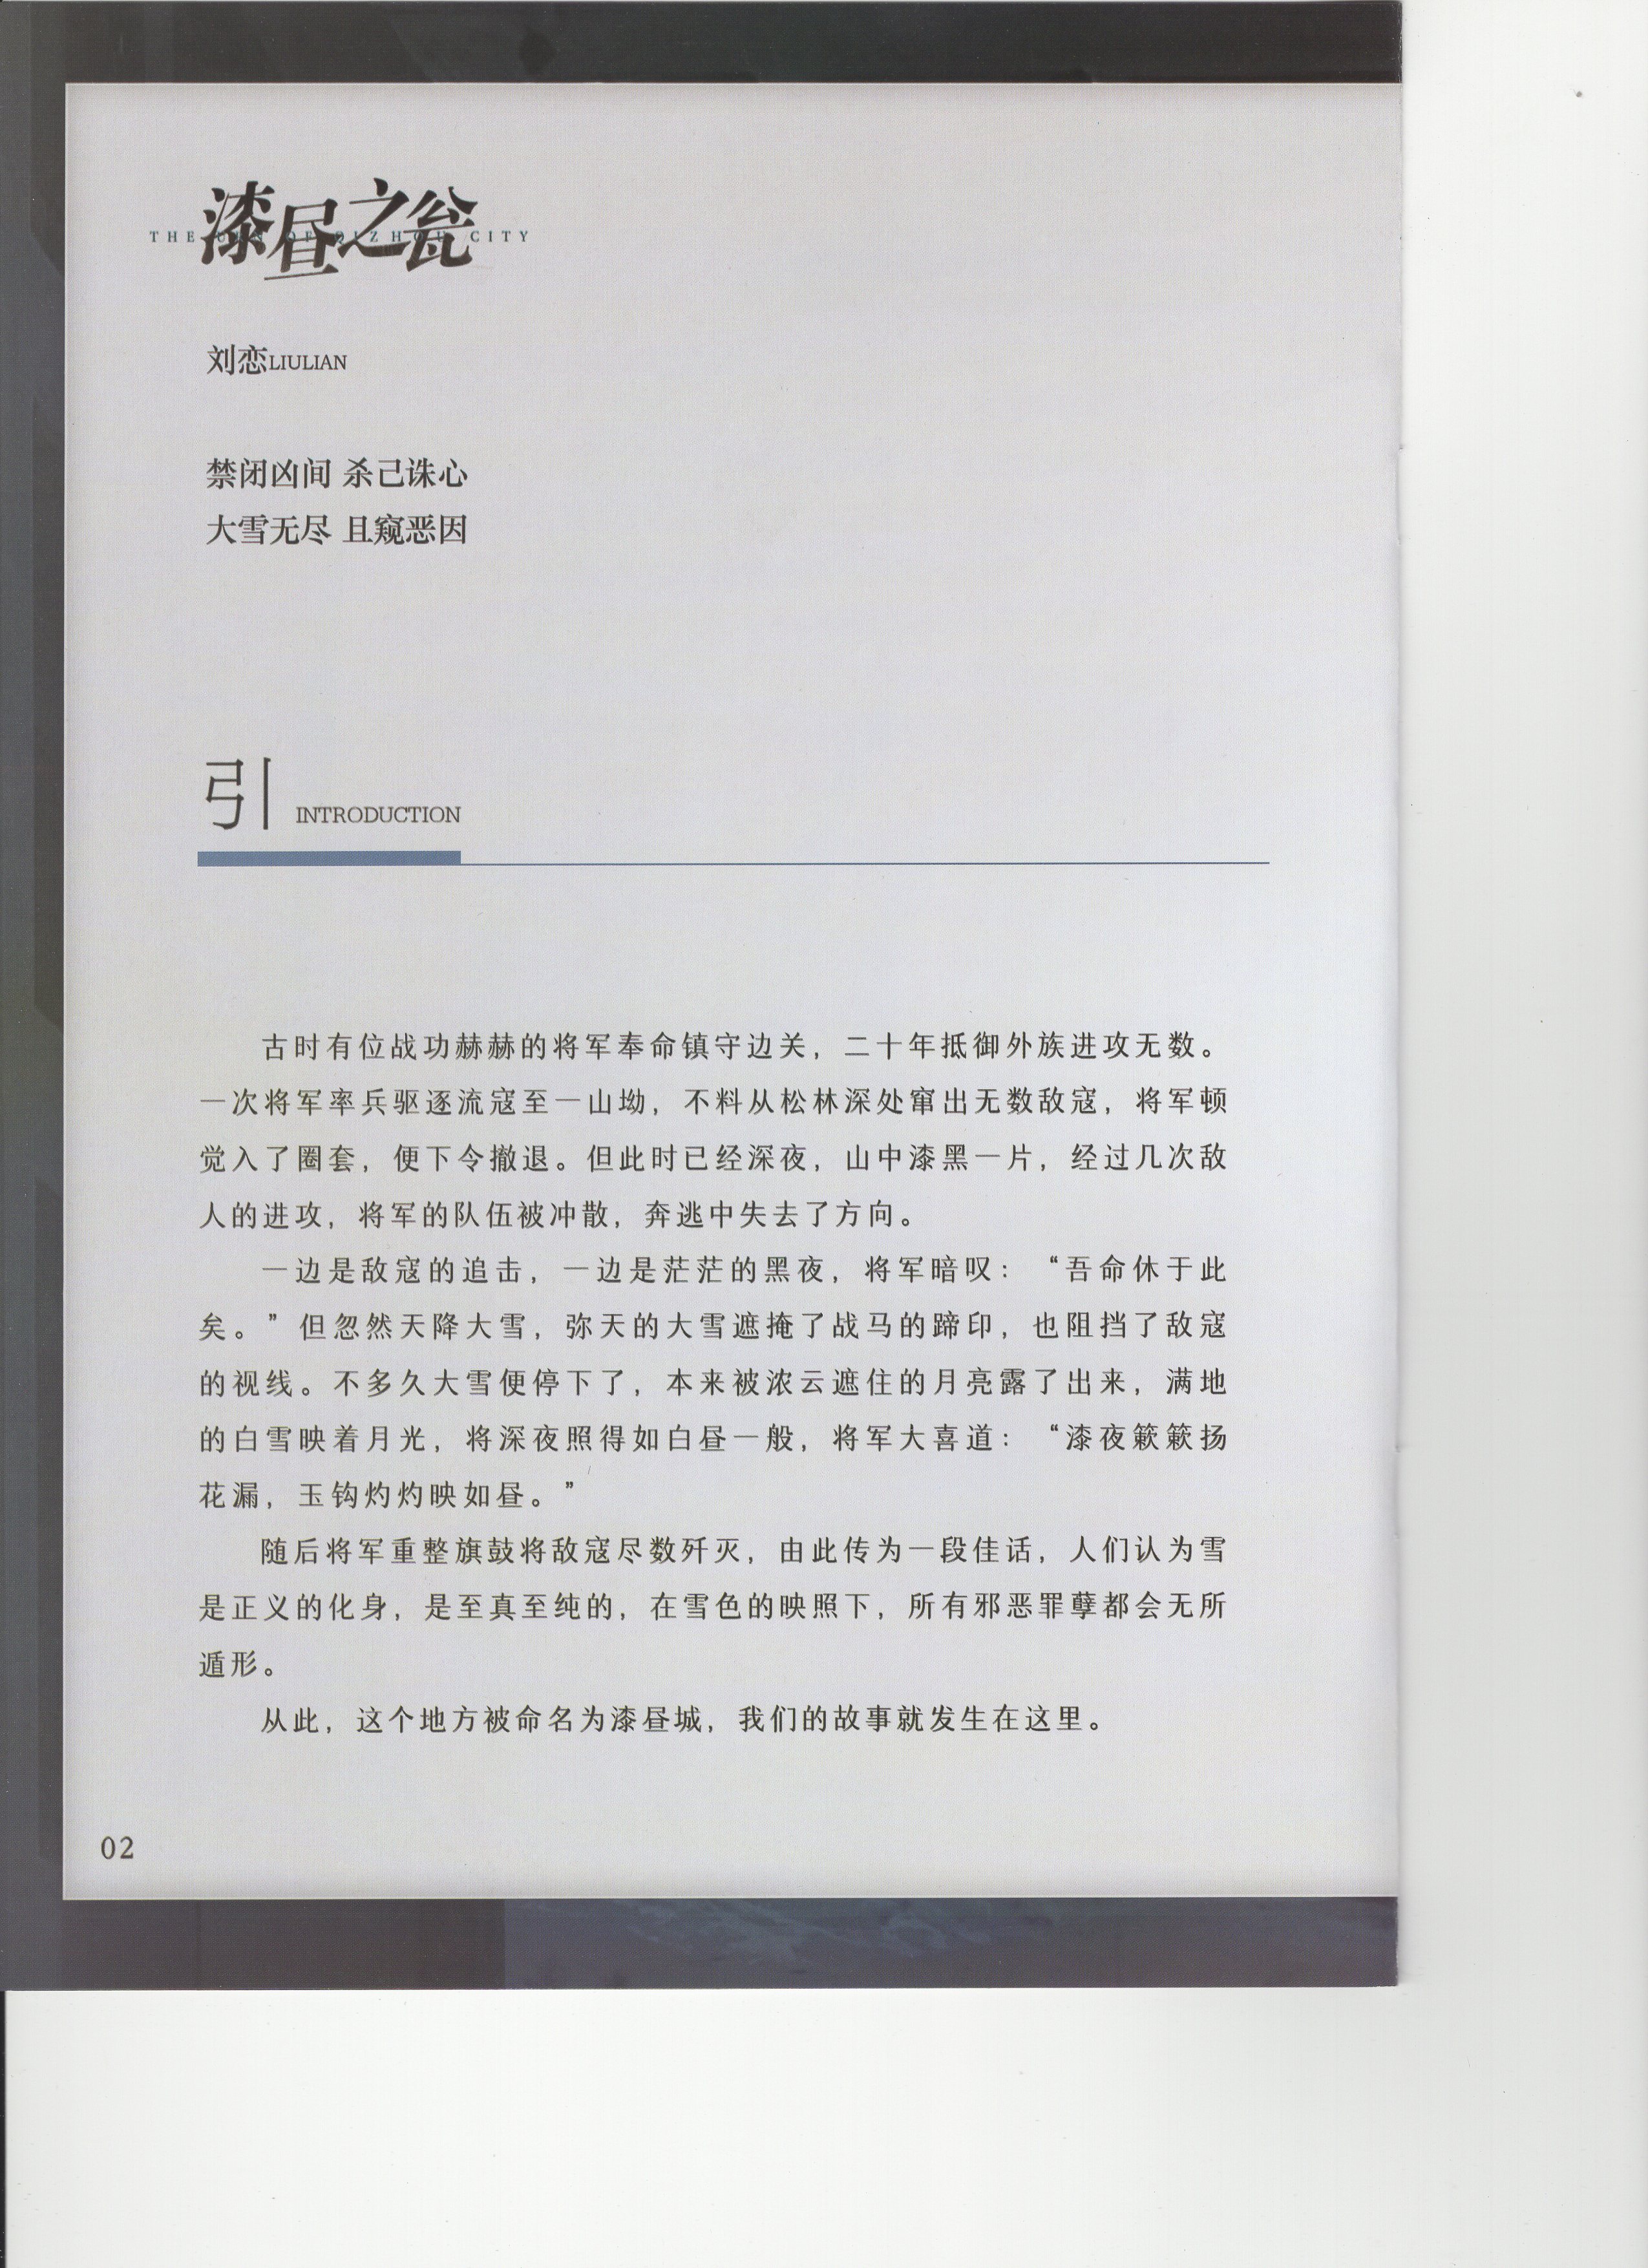 漆昼之瓮
THE URN OF QIZHOU CITY
刘恋LIULIAN
禁闭凶间 杀己诛心
大雪无尽 且窥恶因
引 INTRODUCTION
古时有位战功赫赫的将军奉命镇守边关，二十年抵御外族进攻无数。
一次将军率兵驱逐流寇至一山坳，不料从松林深处窜出无数敌寇，将军顿
觉入了圈套，便下令撤退。但此时已经深夜，山中漆黑一片，经过几次敌
人的进攻，将军的队伍被冲散，奔逃中失去了方向。
一边是敌寇的追击，一边是茫茫的黑夜，将军暗叹：“吾命休于此
矣。”但忽然天降大雪，弥天的大雪遮掩了战马的蹄印，也阻挡了敌寇
的视线。不多久大雪便停下了，本来被浓云遮住的月亮露了出来，满地
的白雪映着月光，将深夜照得如白昼一般，将军大喜道：“漆夜簌簌扬
花漏，玉钩灼灼映如昼。”
随后将军重整旗鼓将敌寇尽数歼灭，由此传为一段佳话，人们认为雪
是正义的化身，是至真至纯的，在雪色的映照下，所有邪恶罪孽都会无所
遁形。
从此，这个地方被命名为漆昼城，我们的故事就发生在这里。
02